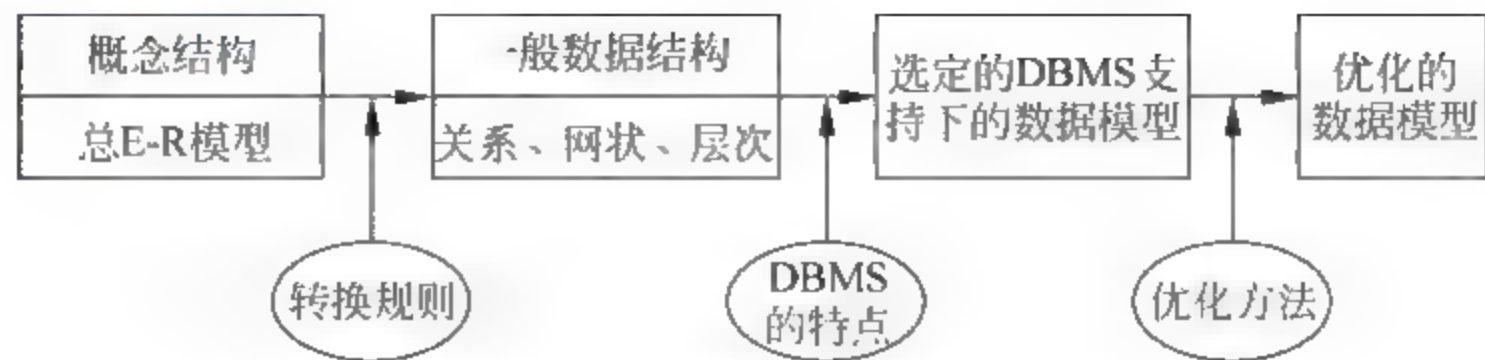 概念结构
总E-R模型
一般数据结构
关系、网状、层次
选定的DBMS支
持下的数据模型
优化的
数据模型
转换规则
DBMS
的特点
优化方法